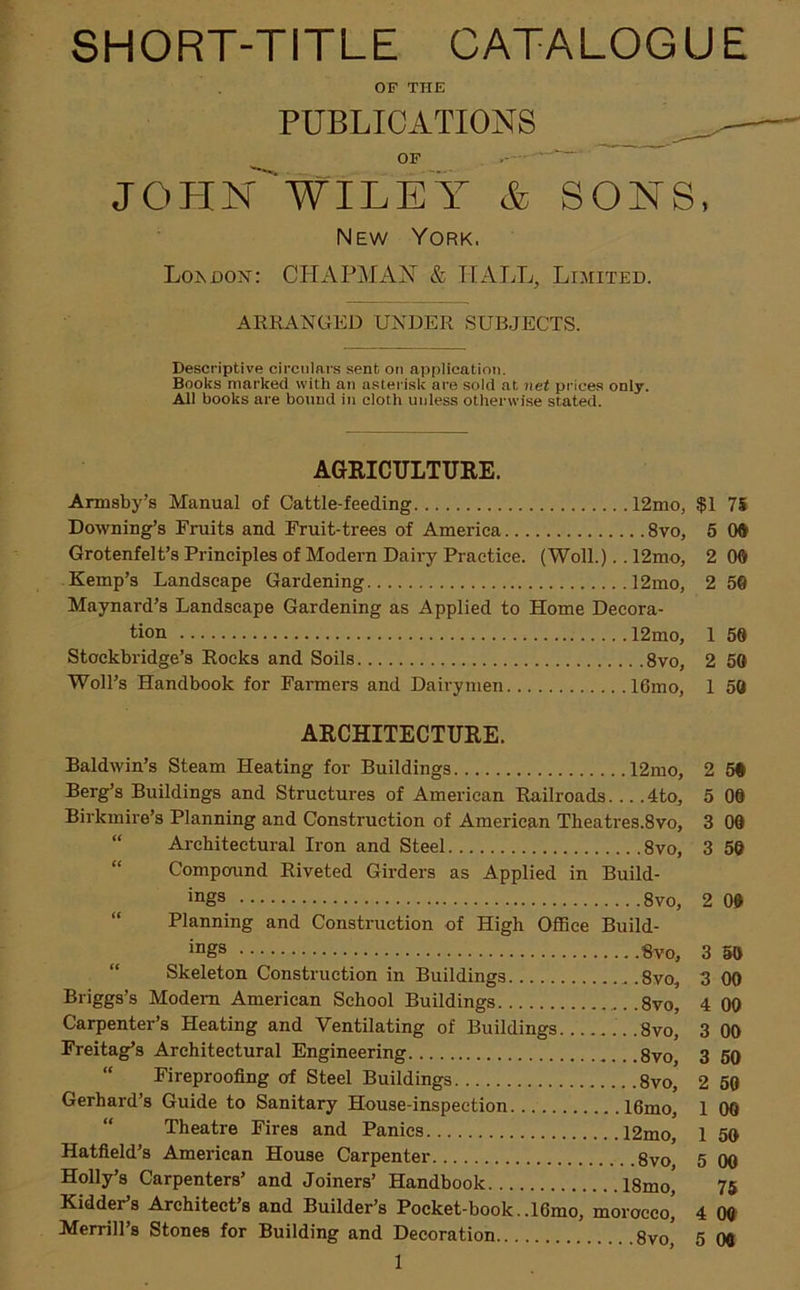 SHORT-TITLE CATALOGUE
OF THE
PUBLICATIONS
OF
JOHN WILEY & SONS,
NEW YORK.
LONDON: CHAPMAN & HALL, LIMITED.
ARRANGED UNDER SUBJECTS.
Descriptive circulars sent on application.
Books marked with an asterisk are sold at net prices only.
All books are bound in cloth unless otherwise stated.
AGRICULTURE.
Armsby's Manual of Cattle-feeding....................12mo, $1 75
Downing's Fruits and Fruit-trees of America..............8vo, 5 00
Grotenfelt's Principles of Modern Dairy Practice. (Woll.)..12mo, 2 00
Kemp's Landscape Gardening........................12mo, 2 50
Maynard's Landscape Gardening as Applied to Home Decora-
tion ..........................................12mo, 1 50
Stockbridge's Rocks and Soils...........................8vo, 2 50
Woll's Handbook for Farmers and Dairymen............16mo, 1 50
ARCHITECTURE.
Baldwin's Steam Heating for Buildings................12mo, 2 50
Berg's Buildings and Structures of American Railroads....4to, 5 00
Birkmire's Planning and Construction of American Theatres.8vo, 3 00
" Architectural Iron and Steel...................8vo, 3 50
" Compound Riveted Girders as Applied in Build-
ings ......................................8vo, 2 00
" Planning and Construction of High Office Build-
ings ......................................8vo, 3 50
" Skeleton Construction in Buildings.............8vo, 3 00
Briggs's Modern American School Buildings..............8vo, 4 00
Carpenter's Heating and Ventilating of Buildings........8vo, 3 00
Freitag's Architectural Engineering......................8vo, 3 50
" Fireproofing of Steel Buildings..................8vo, 2 50
Gerhard's Guide to Sanitary House-inspection...........16mo, 1 00
" Theatre Fires and Panics...................12mo, 1 50
Hatfield's American House Carpenter....................8vo, 5 00
Holly's Carpenters' and Joiners' Handbook.............18mo, 75
Kidder's Architect's and Builder's Pocket-book..16mo, morocco, 4 00
Merrill's Stones for Building and Decoration..............8vo, 5 00
1